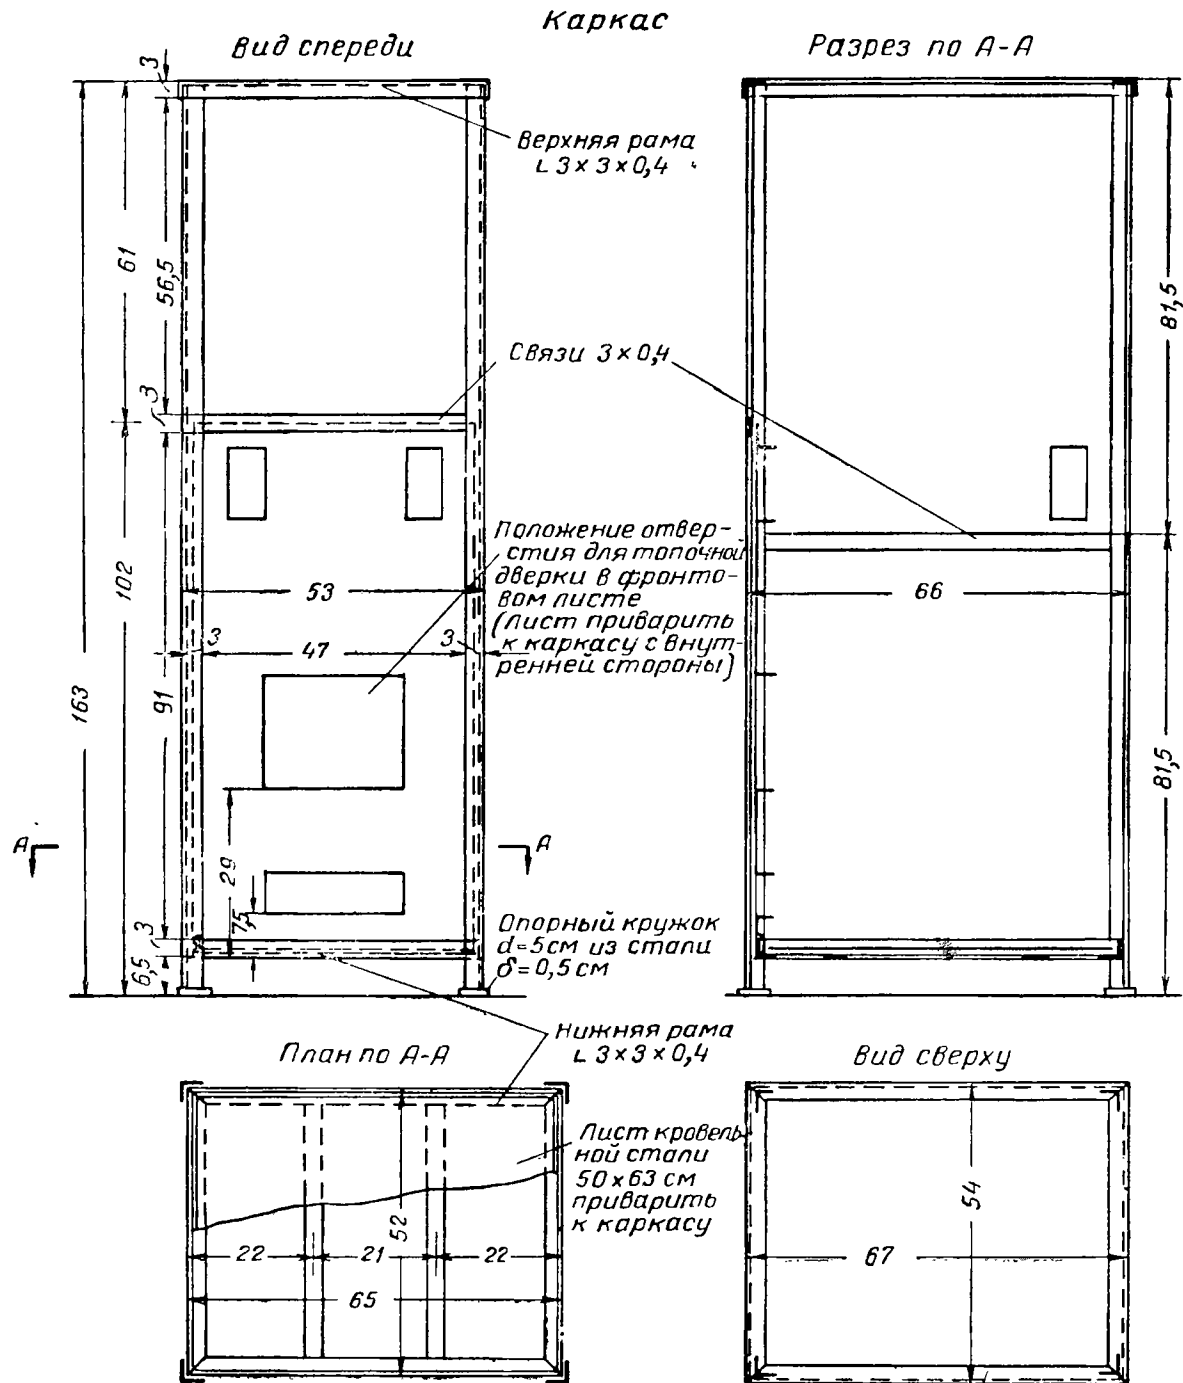 Каркас
Вид спереди
Разрез по А-А
3
Верхняя рама
L 3×3×0,4
61
56,5
81,5
Связи 3×0,4
3
Положение отвер-
стия для топочной
дверки в фронто-
вом листе
(лист приварить
к каркасу с внут-
ренней стороны)
102
53
66
3
47
3
163
91
81,5
А
А
29
7,5
3
6,5
Опорный кружок
d=5см из стали
δ=0,5 см
Нижняя рама
L 3×3×0,4
План по А-А
Вид сверху
Лист кровель-
ной стали
50×63 см
приварить
к каркасу
52
54
22
21
22
67
65